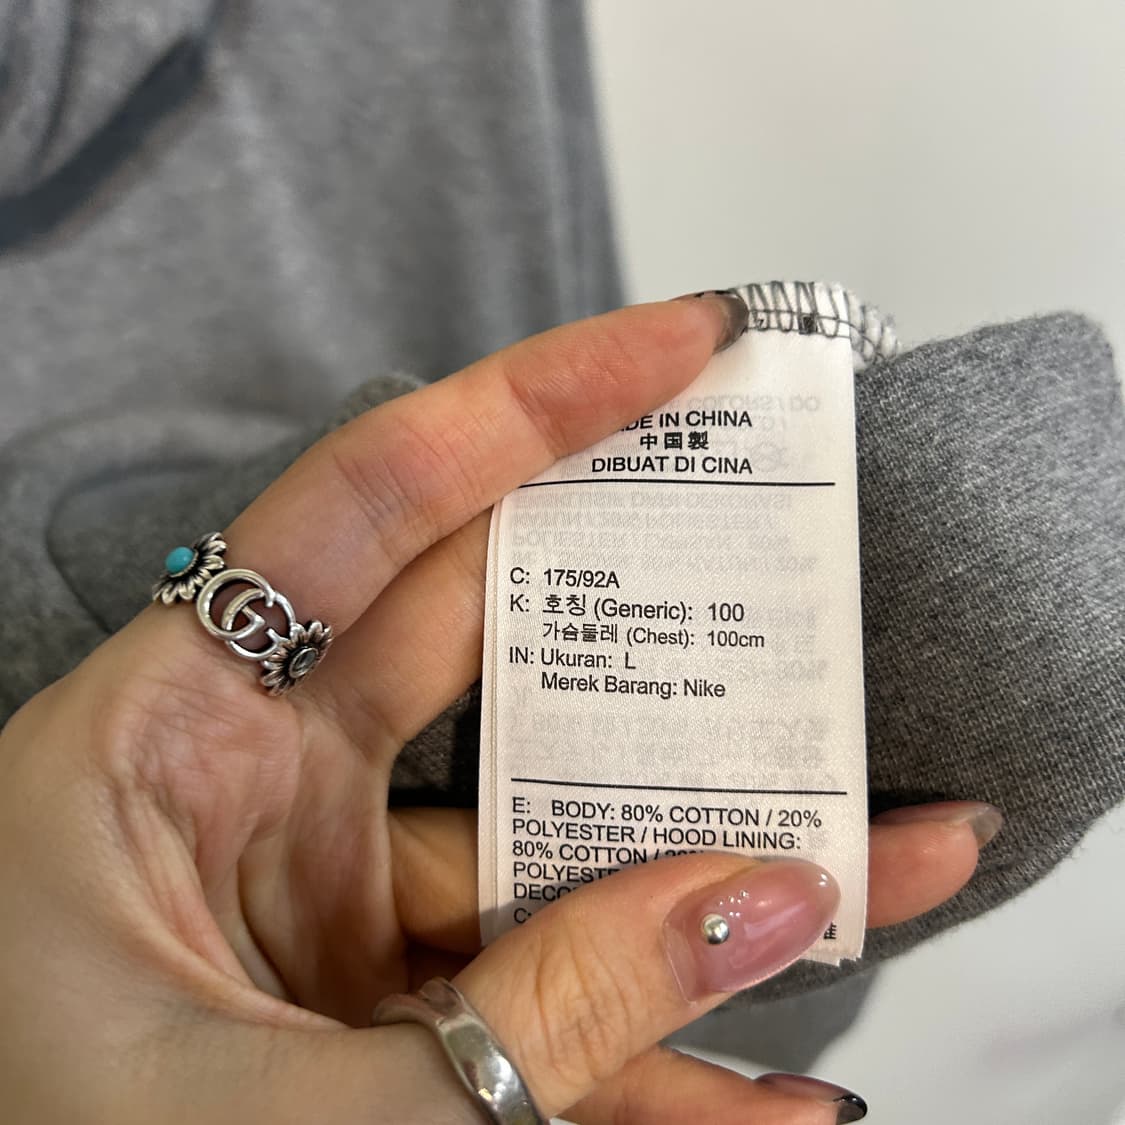 IN CHINA
中国製
DIBUAT DI CINA
C: 175/92A
K: 호칭 (Generic): 100
가슴둘레 (Chest): 100cm
IN: Ukuran: L
Merek Barang: Nike
E: BODY: 80% COTTON / 20%
POLYESTER / HOOD LINING:
80% COTTON /
C: